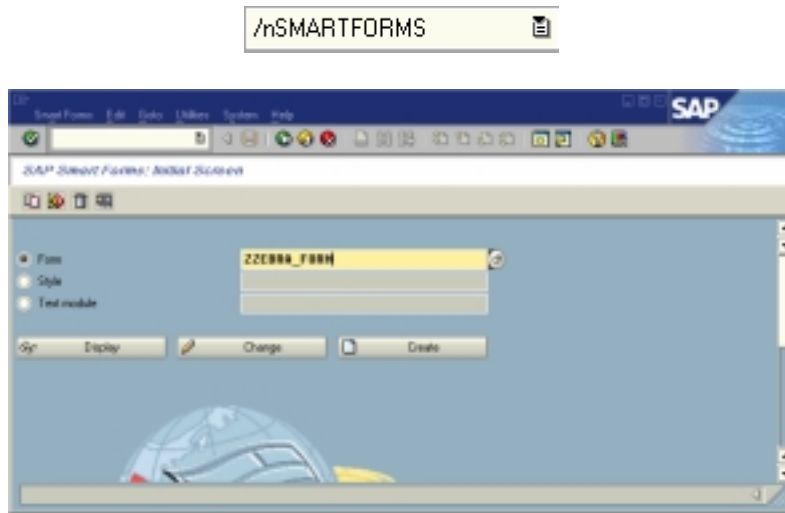 /nSMARTFORMS
Smart Forms Edit Goto Utilities System Help
SAP
SAP Smart Forms: Initial Screen
Form ZZEBRA_FORM
Style
Text module
Display Change Create